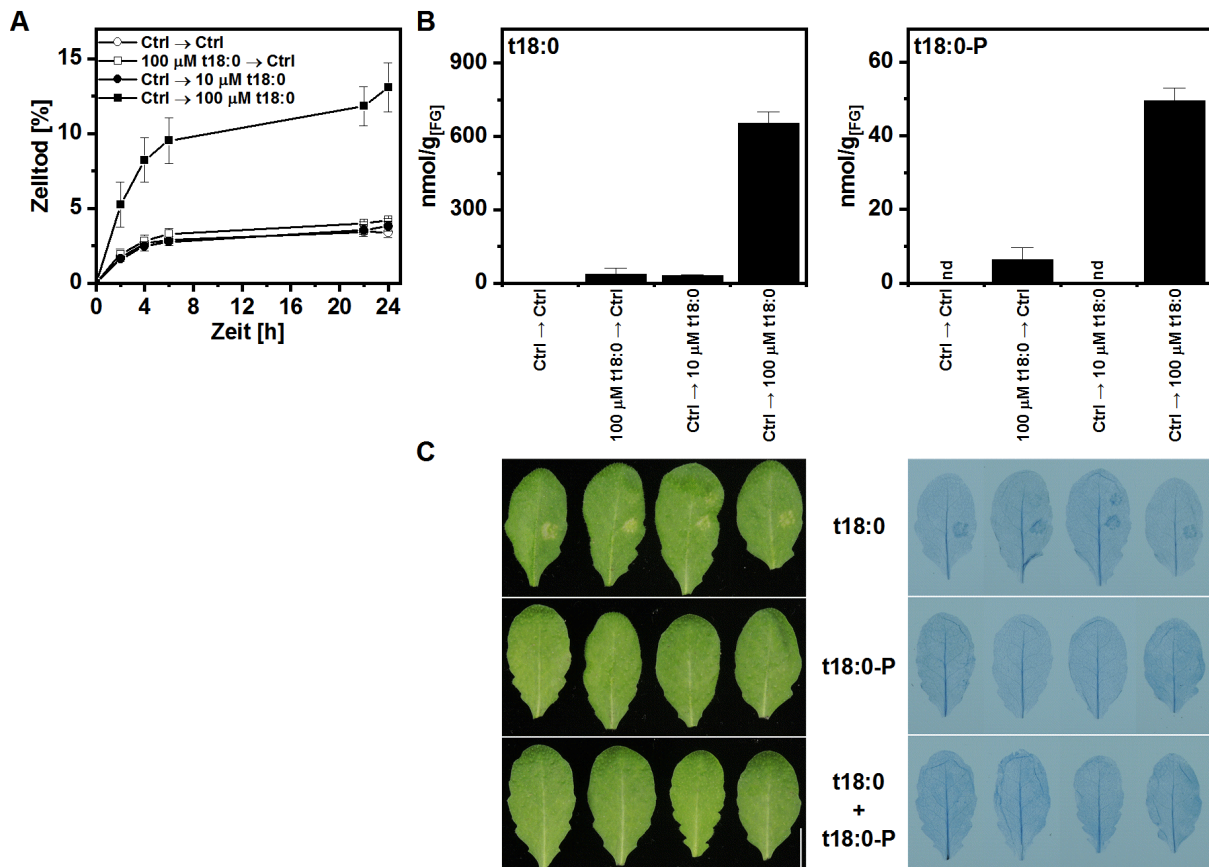 A
Ctrl → Ctrl
100 µM t18:0 → Ctrl
Ctrl → 10 µM t18:0
Ctrl → 100 µM t18:0
15
10
5
0
Zelltod [%]
0 4 8 12 16 20 24
Zeit [h]
B
t18:0
900
600
300
0
nmol/g[FG]
Ctrl → Ctrl
100 µM t18:0 → Ctrl
Ctrl → 10 µM t18:0
Ctrl → 100 µM t18:0
t18:0-P
60
40
20
0
nmol/g[FG]
nd
nd
Ctrl → Ctrl
100 µM t18:0 → Ctrl
Ctrl → 10 µM t18:0
Ctrl → 100 µM t18:0
C
t18:0
t18:0-P
t18:0
+
t18:0-P